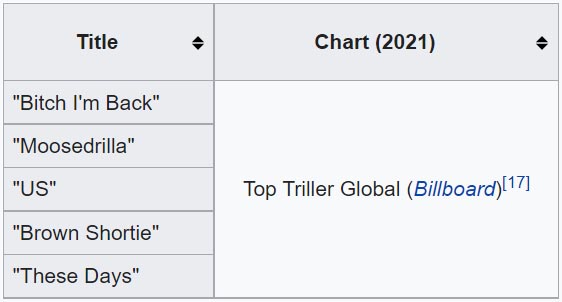 Title
Chart (2021)
"Bitch I'm Back"
"Moosedrilla"
"US"
"Brown Shortie"
"These Days"
Top Triller Global (Billboard)[17]